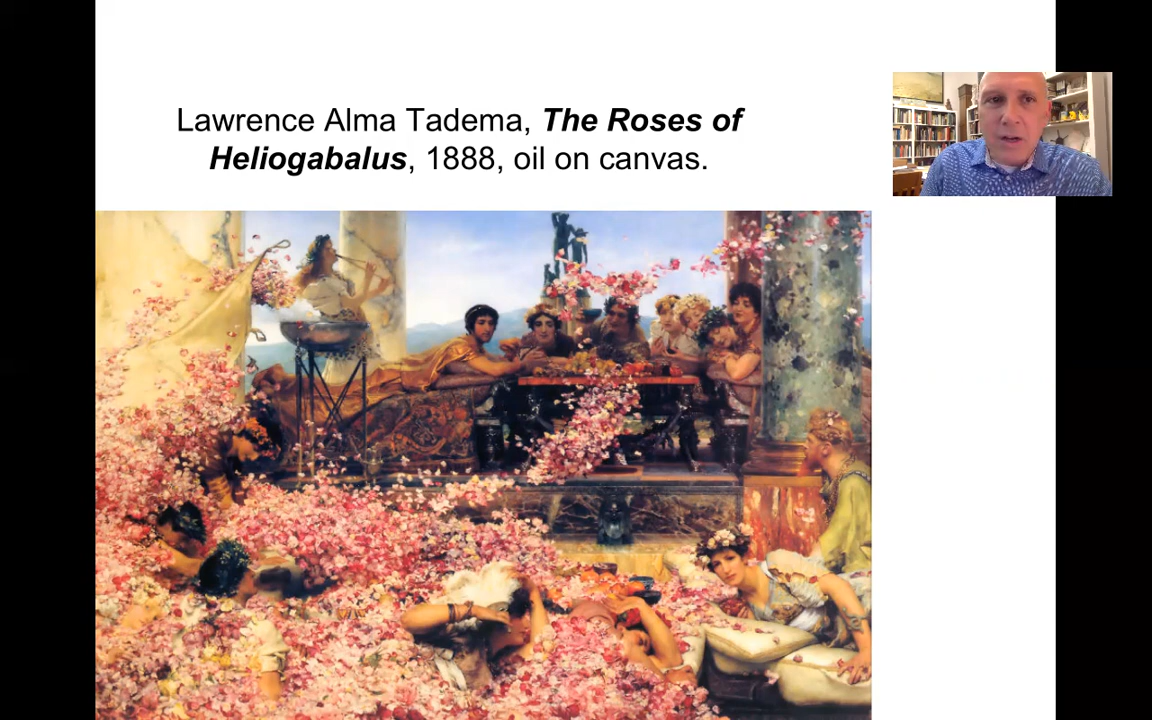 Lawrence Alma Tadema, The Roses of
Heliogabalus, 1888, oil on canvas.